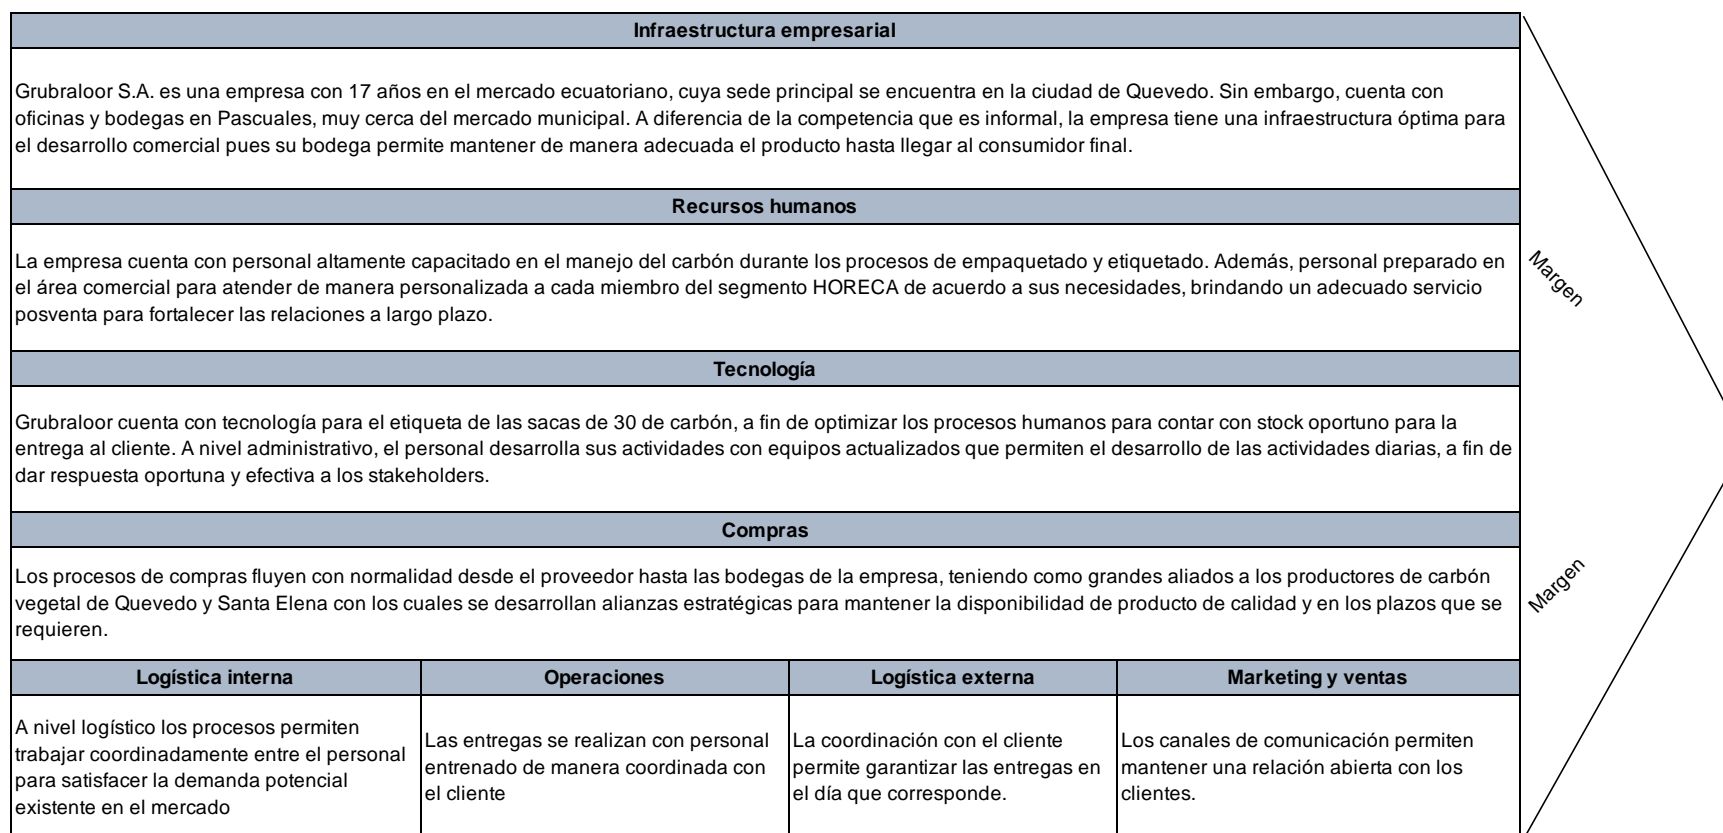 Infraestructura empresarial
Grubraloor S.A. es una empresa con 17 años en el mercado ecuatoriano, cuya sede principal se encuentra en la ciudad de Quevedo. Sin embargo, cuenta con
oficinas y bodegas en Pascuales, muy cerca del mercado municipal. A diferencia de la competencia que es informal, la empresa tiene una infraestructura óptima para
el desarrollo comercial pues su bodega permite mantener de manera adecuada el producto hasta llegar al consumidor final.
Recursos humanos
La empresa cuenta con personal altamente capacitado en el manejo del carbón durante los procesos de empaquetado y etiquetado. Además, personal preparado en
el área comercial para atender de manera personalizada a cada miembro del segmento HORECA de acuerdo a sus necesidades, brindando un adecuado servicio
posventa para fortalecer las relaciones a largo plazo.
Margen
Tecnología
Grubraloor cuenta con tecnología para el etiqueta de las sacas de 30 de carbón, a fin de optimizar los procesos humanos para contar con stock oportuno para la
entrega al cliente. A nivel administrativo, el personal desarrolla sus actividades con equipos actualizados que permiten el desarrollo de las actividades diarias, a fin de
dar respuesta oportuna y efectiva a los stakeholders.
Compras
Los procesos de compras fluyen con normalidad desde el proveedor hasta las bodegas de la empresa, teniendo como grandes aliados a los productores de carbón
vegetal de Quevedo y Santa Elena con los cuales se desarrollan alianzas estratégicas para mantener la disponibilidad de producto de calidad y en los plazos que se
requieren.
Margen
Logística interna
A nivel logístico los procesos permiten
trabajar coordinadamente entre el personal
para satisfacer la demanda potencial
existente en el mercado
Operaciones
Las entregas se realizan con personal
entrenado de manera coordinada con
el cliente
Logística externa
La coordinación con el cliente
permite garantizar las entregas en
el día que corresponde.
Marketing y ventas
Los canales de comunicación permiten
mantener una relación abierta con los
clientes.